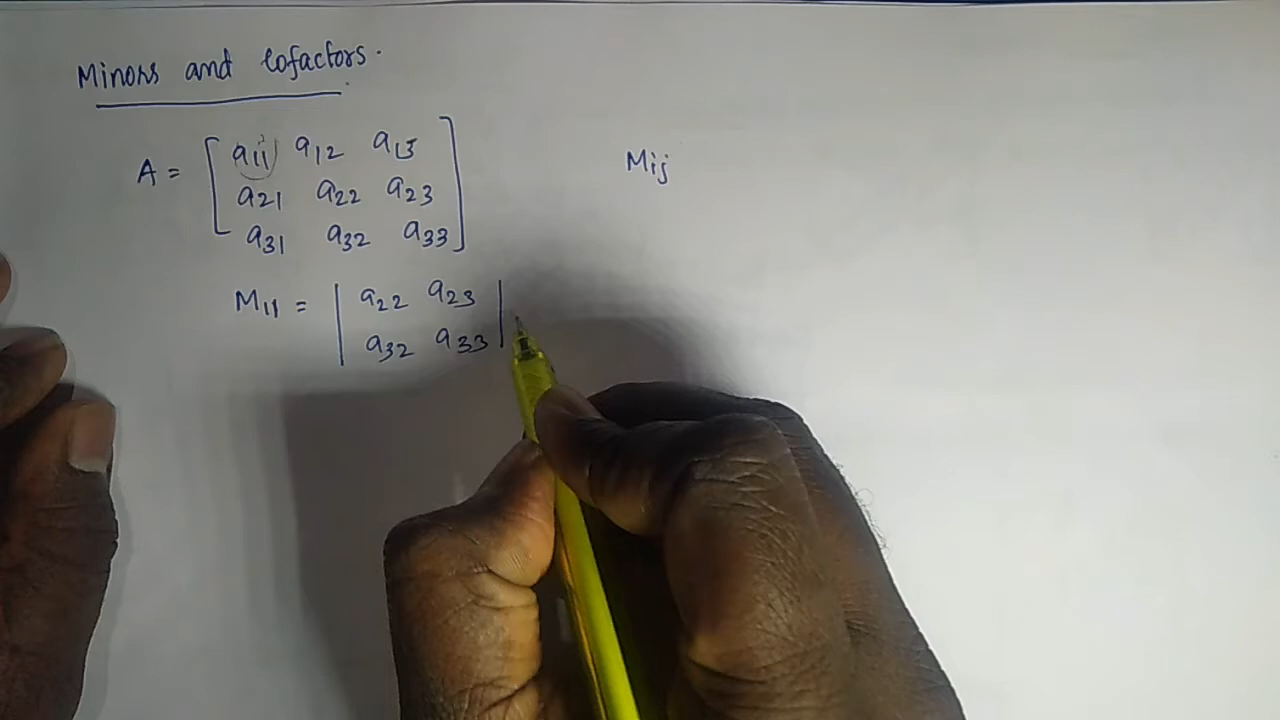 Minors and cofactors.
A = [ a11 a12 a13
a21 a22 a23
a31 a32 a33 ]
Mij
M11 = | a22 a23
a32 a33 |